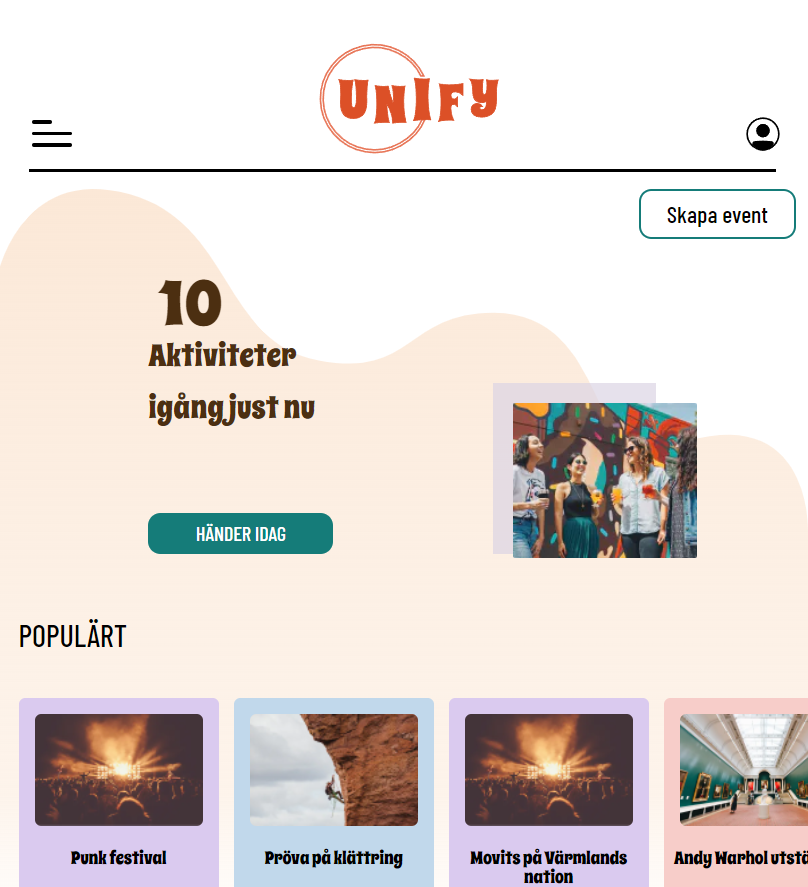 UNIFY
Skapa event
10
Aktiviteter
igång just nu
HÄNDER IDAG
POPULÄRT
Punk festival
Pröva på klättring
Movits på Värmlands
nation
Andy Warhol